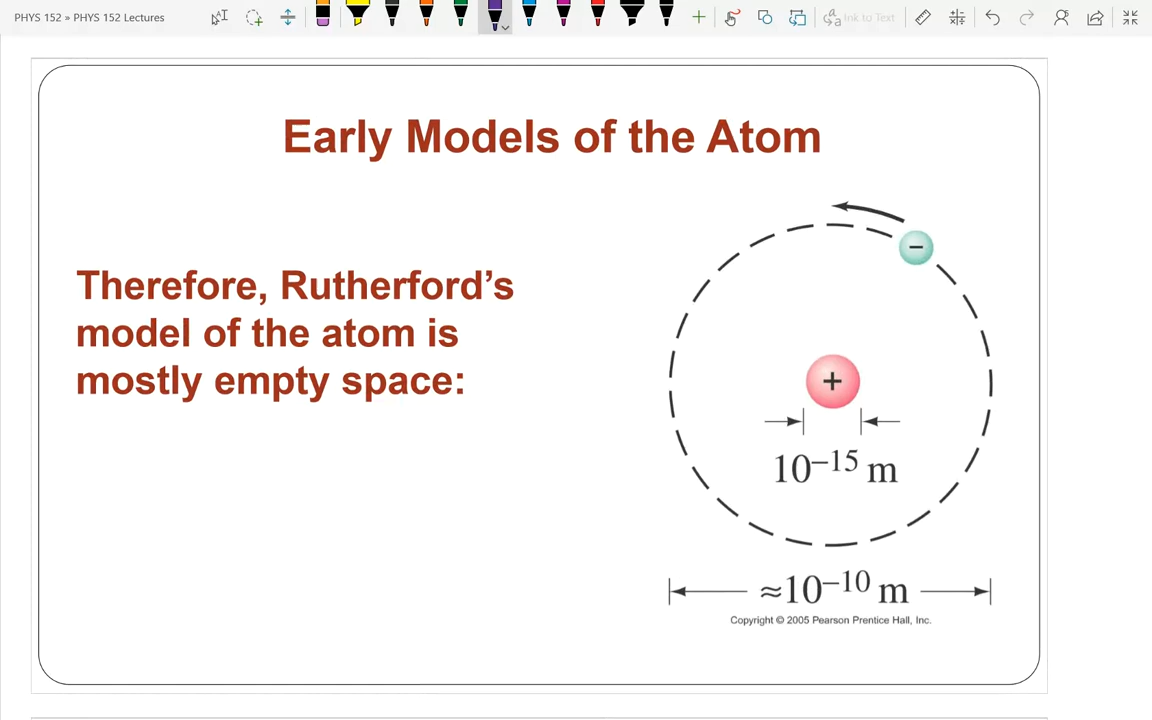 PHYS 152 » PHYS 152 Lectures
Ink to Text
Early Models of the Atom
Therefore, Rutherford’s
model of the atom is
mostly empty space:
−
+
10⁻¹⁵ m
≈10⁻¹⁰ m
Copyright © 2005 Pearson Prentice Hall, Inc.